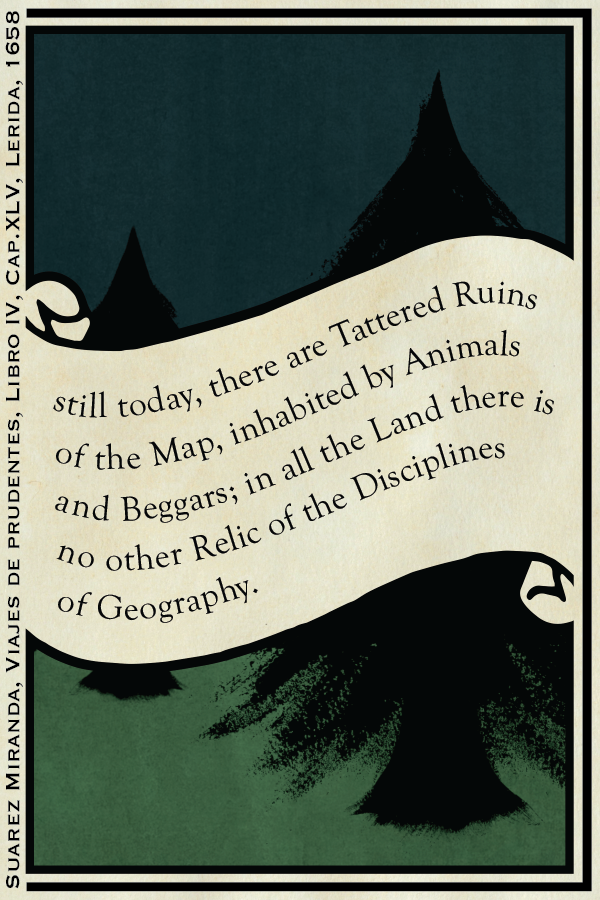 Suarez Miranda, Viajes de prudentes, Libro IV, Cap.XLV, Lerida, 1658
still today, there are Tattered Ruins
of the Map, inhabited by Animals
and Beggars; in all the Land there is
no other Relic of the Disciplines
of Geography.